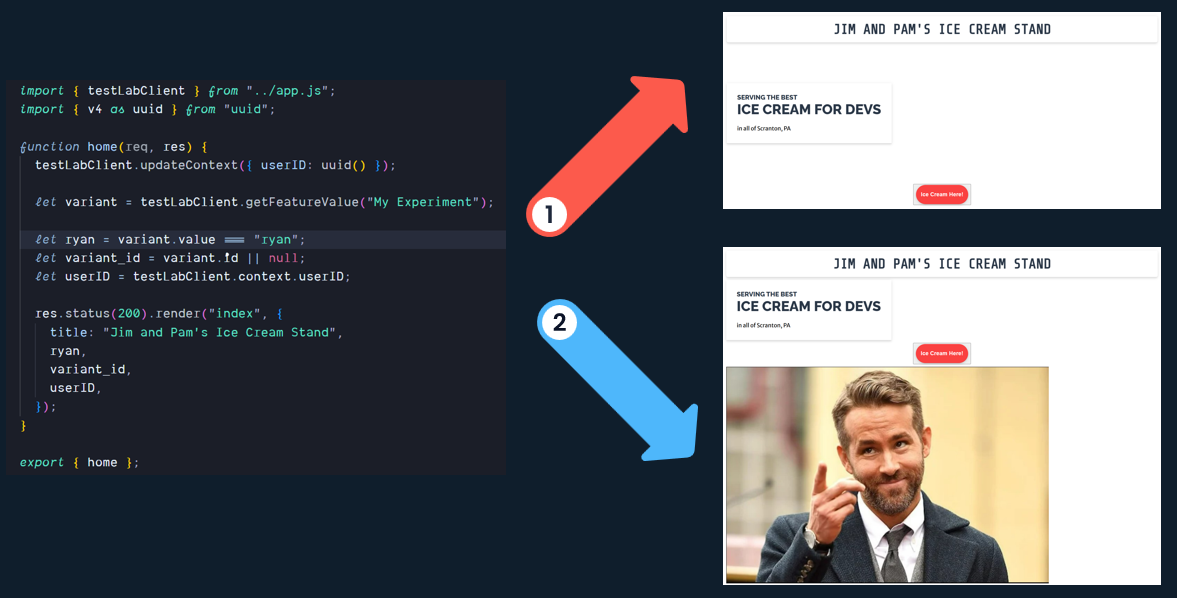 import { testLabClient } from "../app.js";
import { v4 as uuid } from "uuid";
function home(req, res) {
testLabClient.updateContext({ userID: uuid() });
let variant = testLabClient.getFeatureValue("My Experiment");
let ryan = variant.value === "ryan";
let variant_id = variant.id || null;
let userID = testLabClient.context.userID;
res.status(200).render("index", {
title: "Jim and Pam's Ice Cream Stand",
ryan,
variant_id,
userID,
});
}
export { home };
1
2
JIM AND PAM'S ICE CREAM STAND
SERVING THE BEST
ICE CREAM FOR DEVS
in all of Scranton, PA
Ice Cream Here!
JIM AND PAM'S ICE CREAM STAND
SERVING THE BEST
ICE CREAM FOR DEVS
in all of Scranton, PA
Ice Cream Here!